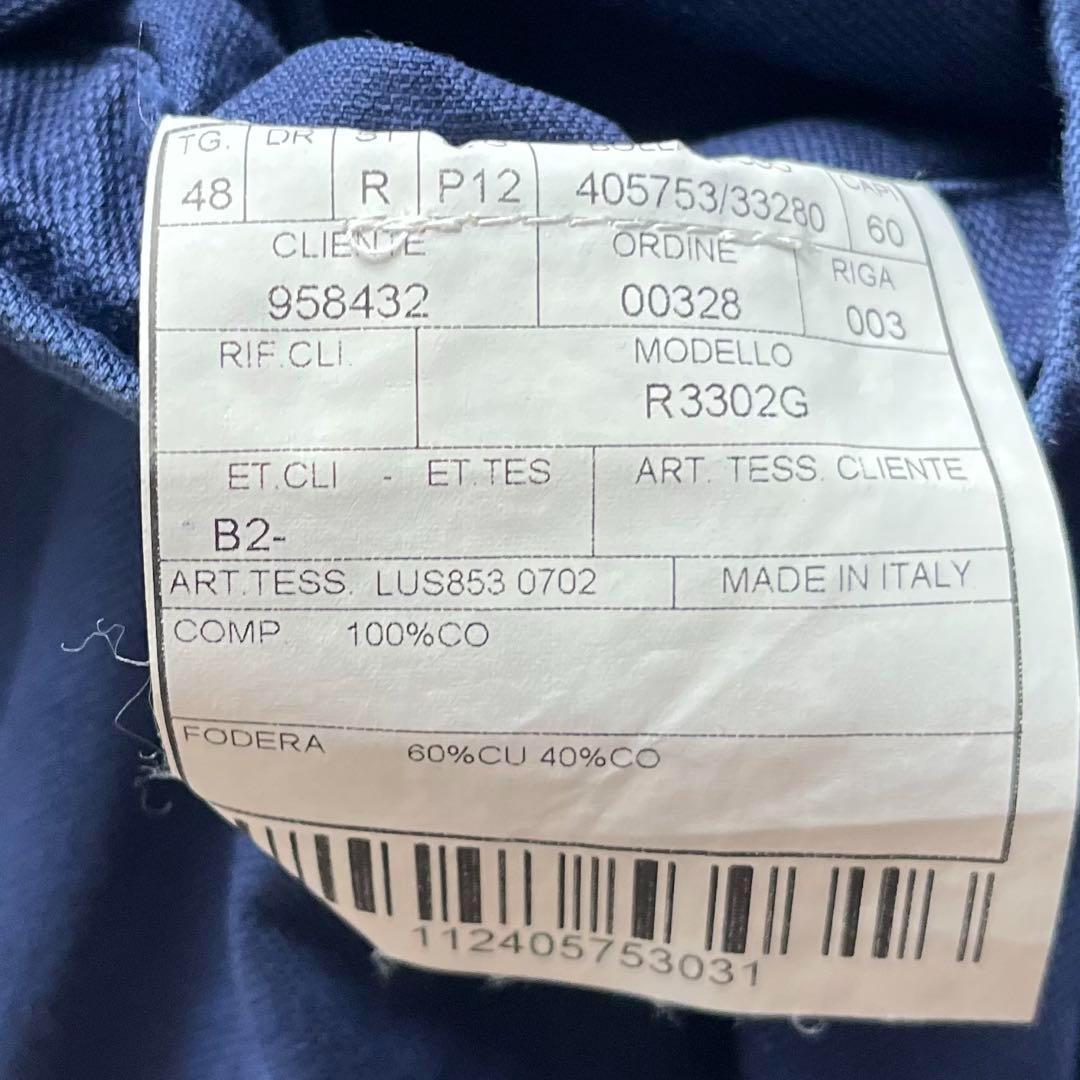 TG. DR ST
48 R P12 405753/33280 60
CLIENTE ORDINE RIGA
958432 00328 003
RIF.CLI. MODELLO
R3302G
ET.CLI - ET.TES ART. TESS. CLIENTE
B2-
ART.TESS. LUS853 0702 MADE IN ITALY
COMP. 100%CO
FODERA 60%CU 40%CO
112405753031